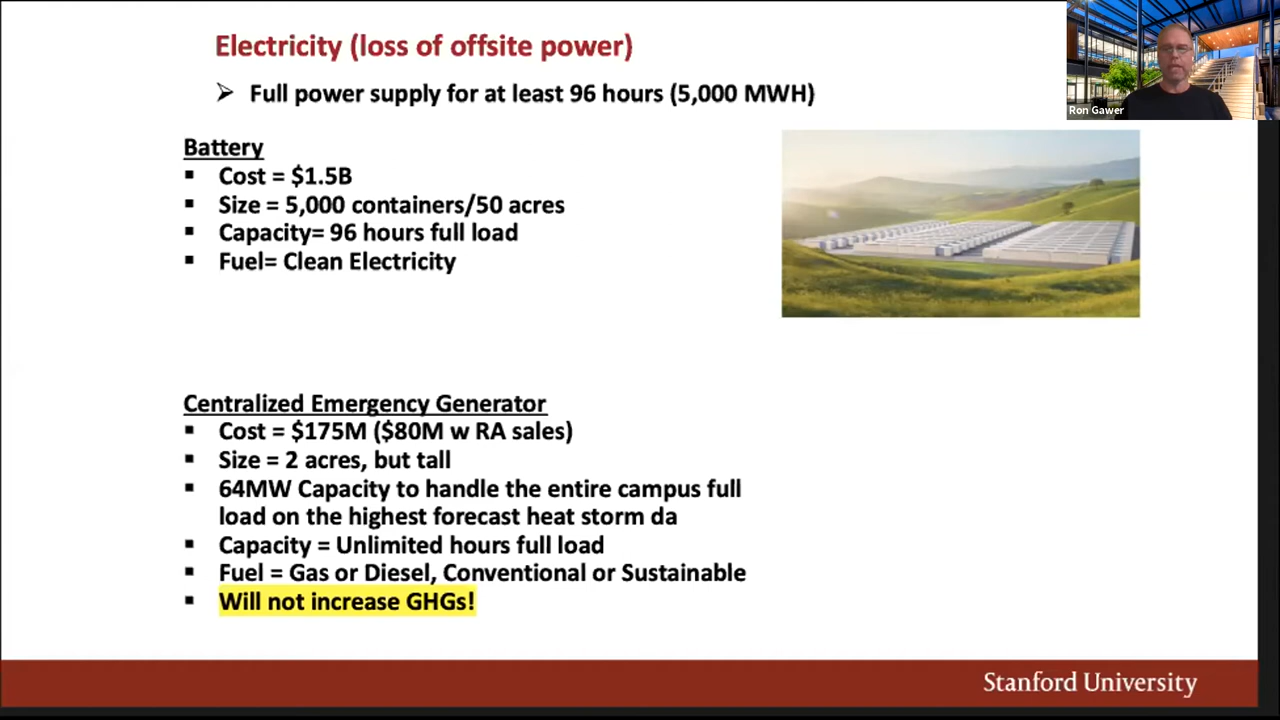 Electricity (loss of offsite power)
➢ Full power supply for at least 96 hours (5,000 MWH)
Ron Gawer
Battery
▪ Cost = $1.5B
▪ Size = 5,000 containers/50 acres
▪ Capacity= 96 hours full load
▪ Fuel= Clean Electricity
Centralized Emergency Generator
▪ Cost = $175M ($80M w RA sales)
▪ Size = 2 acres, but tall
▪ 64MW Capacity to handle the entire campus full
load on the highest forecast heat storm da
▪ Capacity = Unlimited hours full load
▪ Fuel = Gas or Diesel, Conventional or Sustainable
▪ Will not increase GHGs!
Stanford University